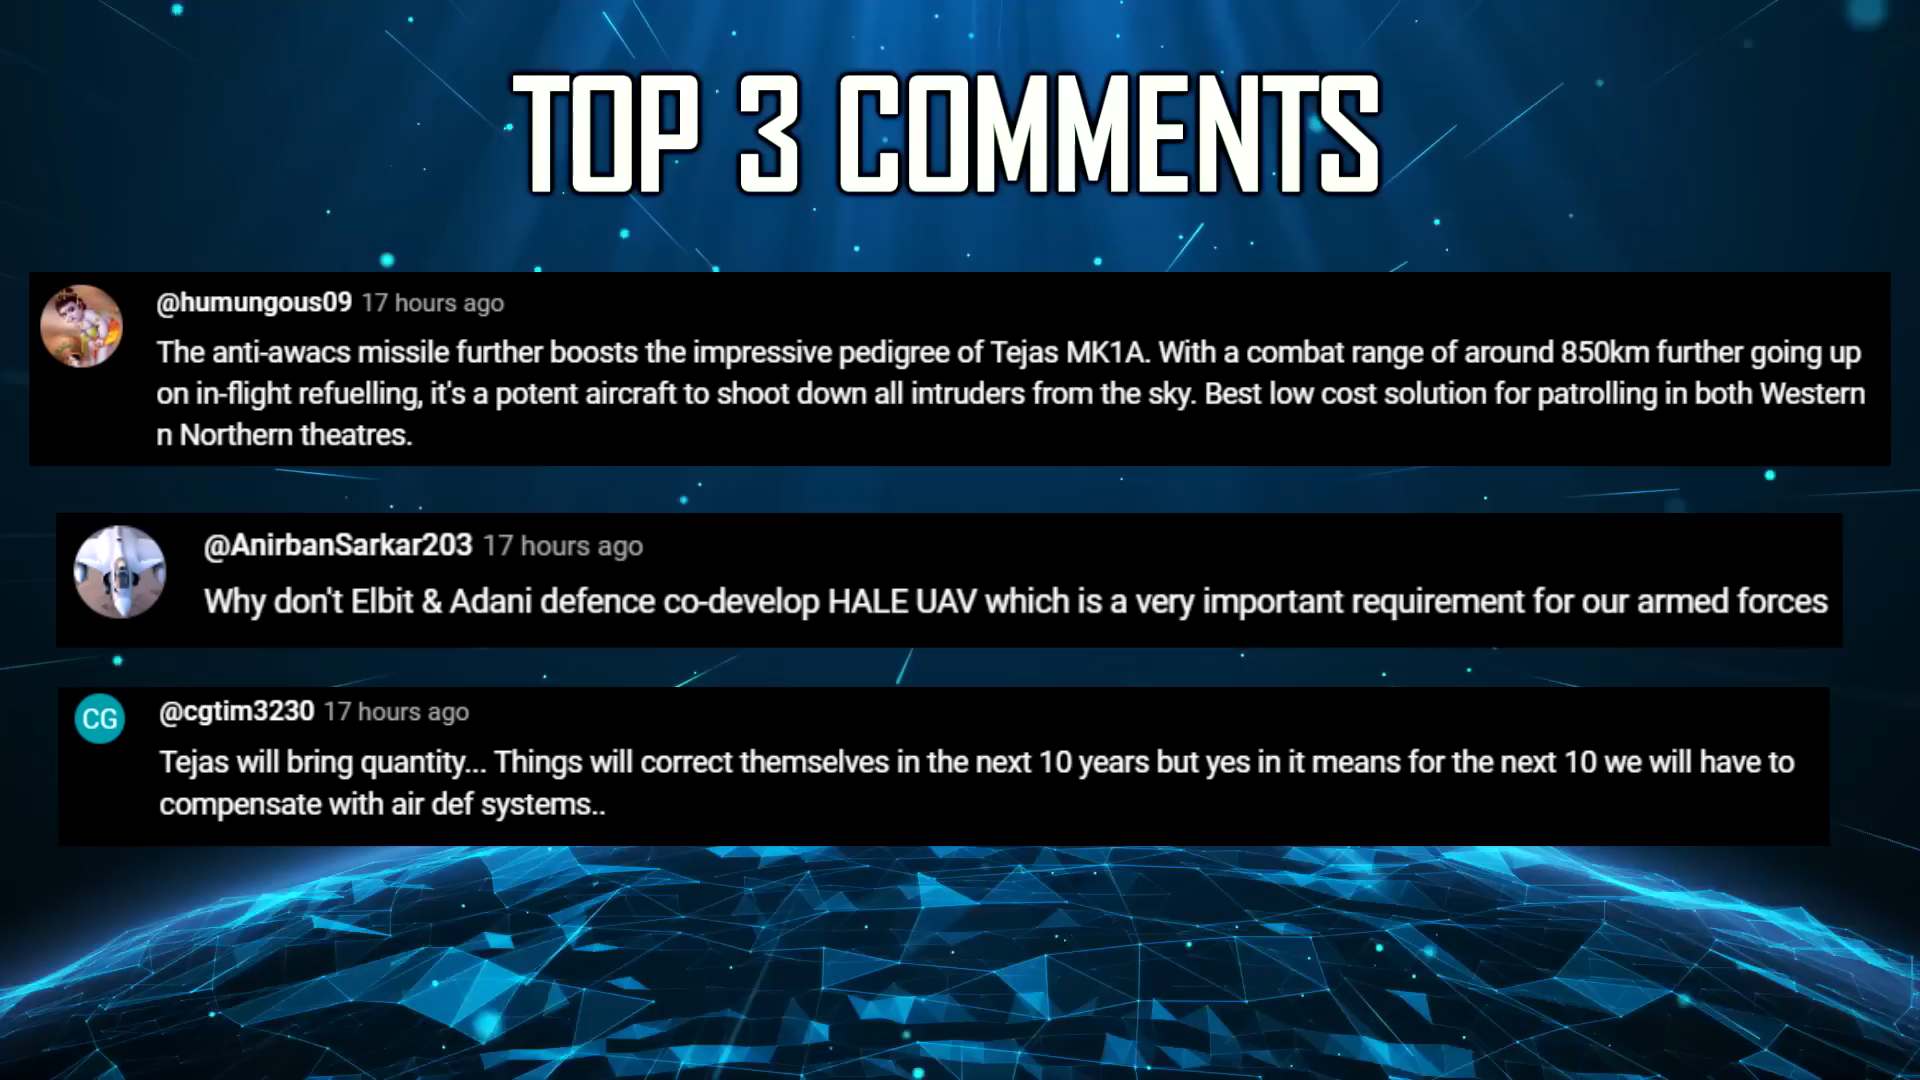 TOP 3 COMMENTS
@humungous09 17 hours ago
The anti-awacs missile further boosts the impressive pedigree of Tejas MK1A. With a combat range of around 850km further going up
on in-flight refuelling, it's a potent aircraft to shoot down all intruders from the sky. Best low cost solution for patrolling in both Western
n Northern theatres.
@AnirbanSarkar203 17 hours ago
Why don't Elbit & Adani defence co-develop HALE UAV which is a very important requirement for our armed forces
CG
@cgtim3230 17 hours ago
Tejas will bring quantity... Things will correct themselves in the next 10 years but yes in it means for the next 10 we will have to
compensate with air def systems..